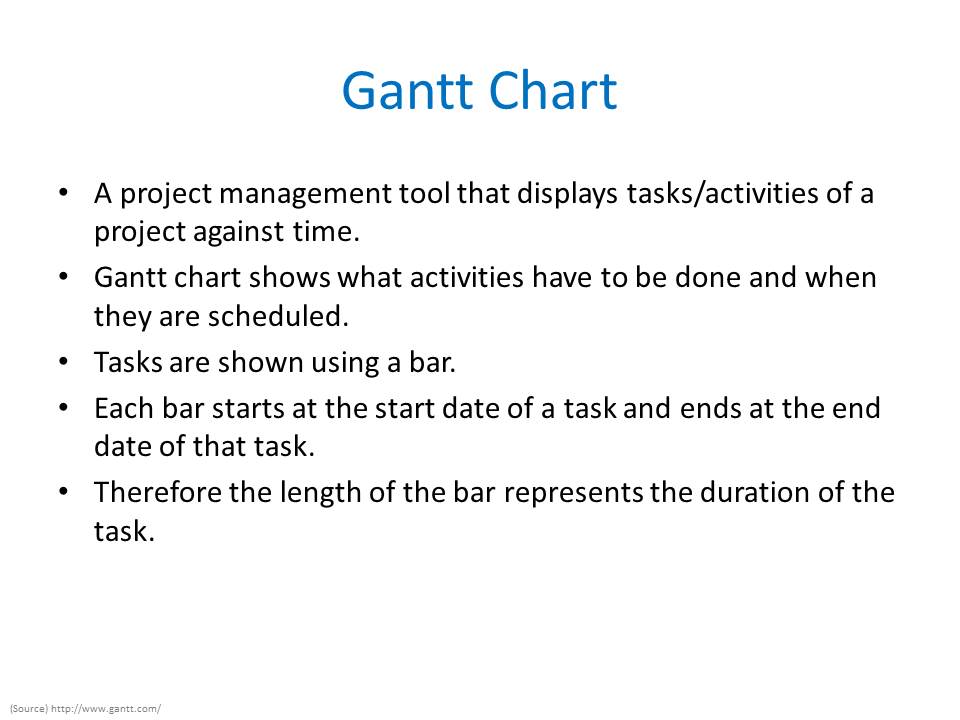 Gantt Chart
• A project management tool that displays tasks/activities of a
project against time.
• Gantt chart shows what activities have to be done and when
they are scheduled.
• Tasks are shown using a bar.
• Each bar starts at the start date of a task and ends at the end
date of that task.
• Therefore the length of the bar represents the duration of the
task.
(Source) http://www.gantt.com/